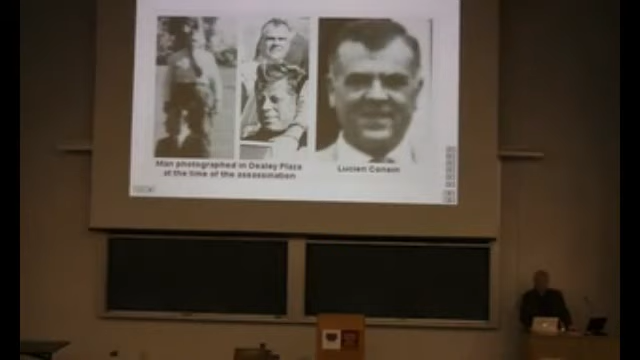 Man photographed in Dealey Plaza
at the time of the assassination
Lucien Conein